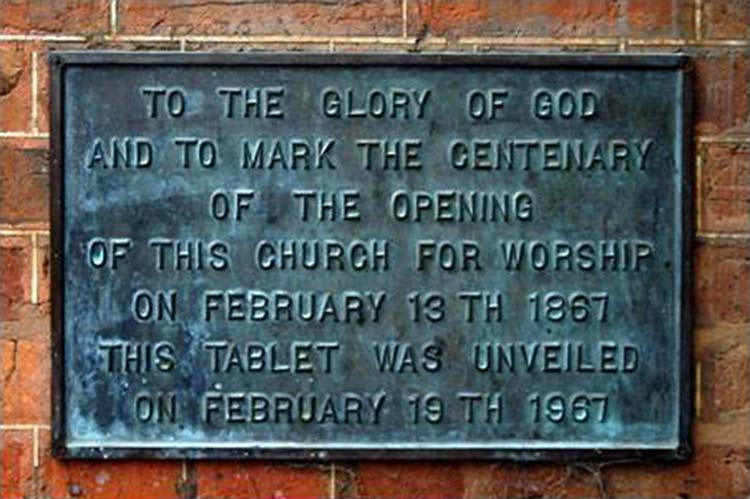 TO THE GLORY OF GOD
AND TO MARK THE CENTENARY
OF THE OPENING
OF THIS CHURCH FOR WORSHIP
ON FEBRUARY 13 TH 1867
THIS TABLET WAS UNVEILED
ON FEBRUARY 19 TH 1967